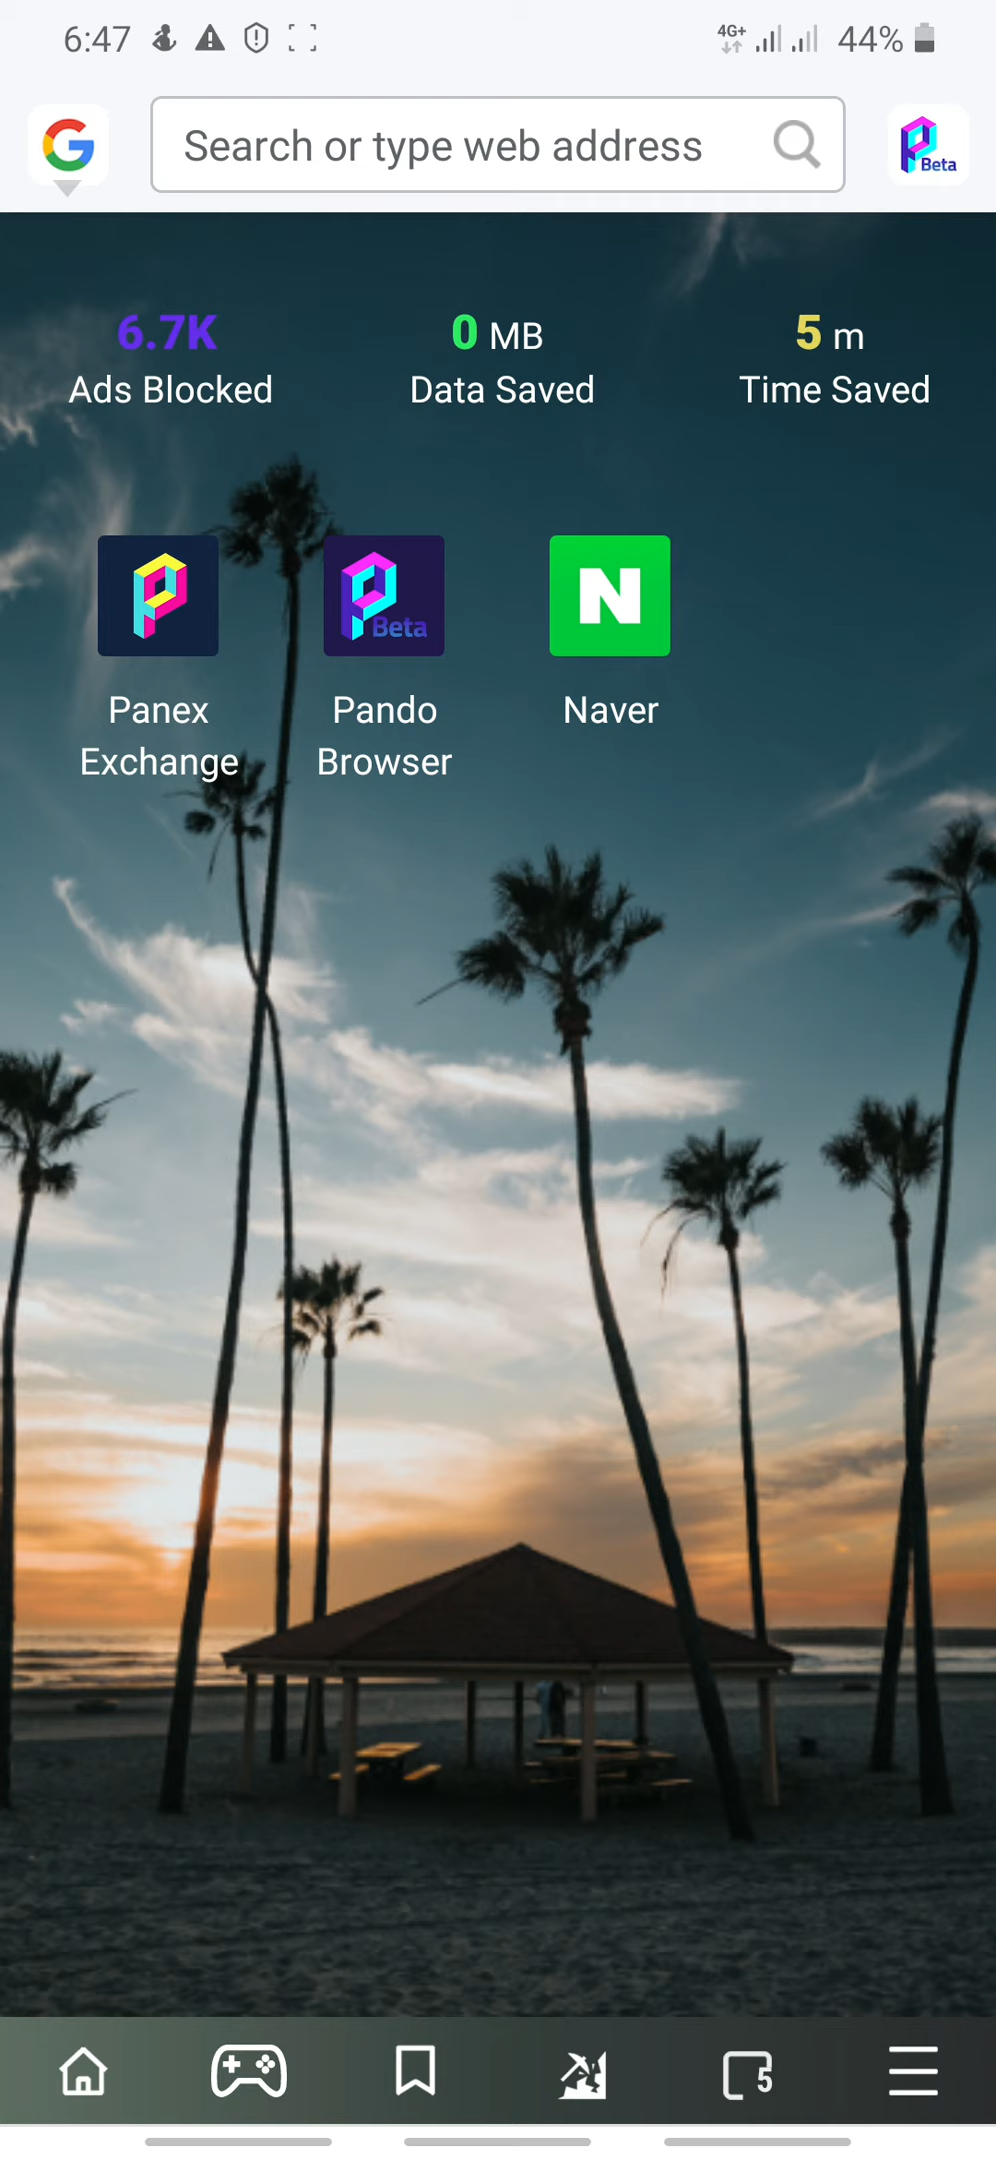 6:47 4G+ 44%
Search or type web address
Beta
6.7K 0 MB 5 m
Ads Blocked Data Saved Time Saved
Beta N
Panex Pando Naver
Exchange Browser
5